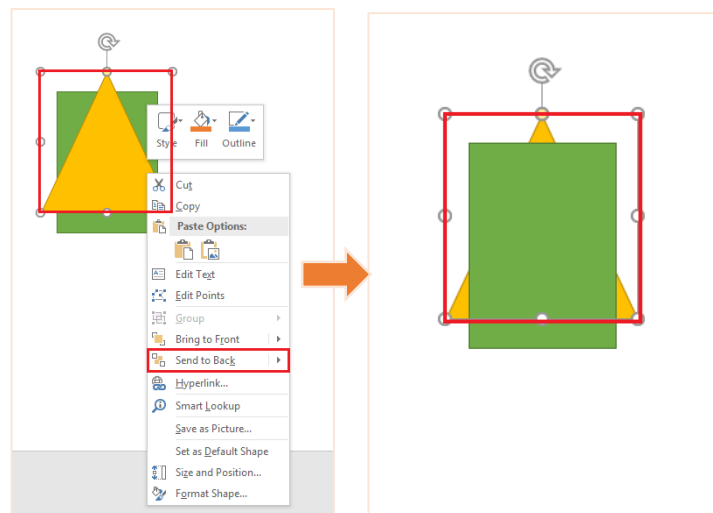 Style Fill Outline
Cut
Copy
Paste Options:
Edit Text
Edit Points
Group
Bring to Front
Send to Back
Hyperlink...
Smart Lookup
Save as Picture...
Set as Default Shape
Size and Position...
Format Shape...